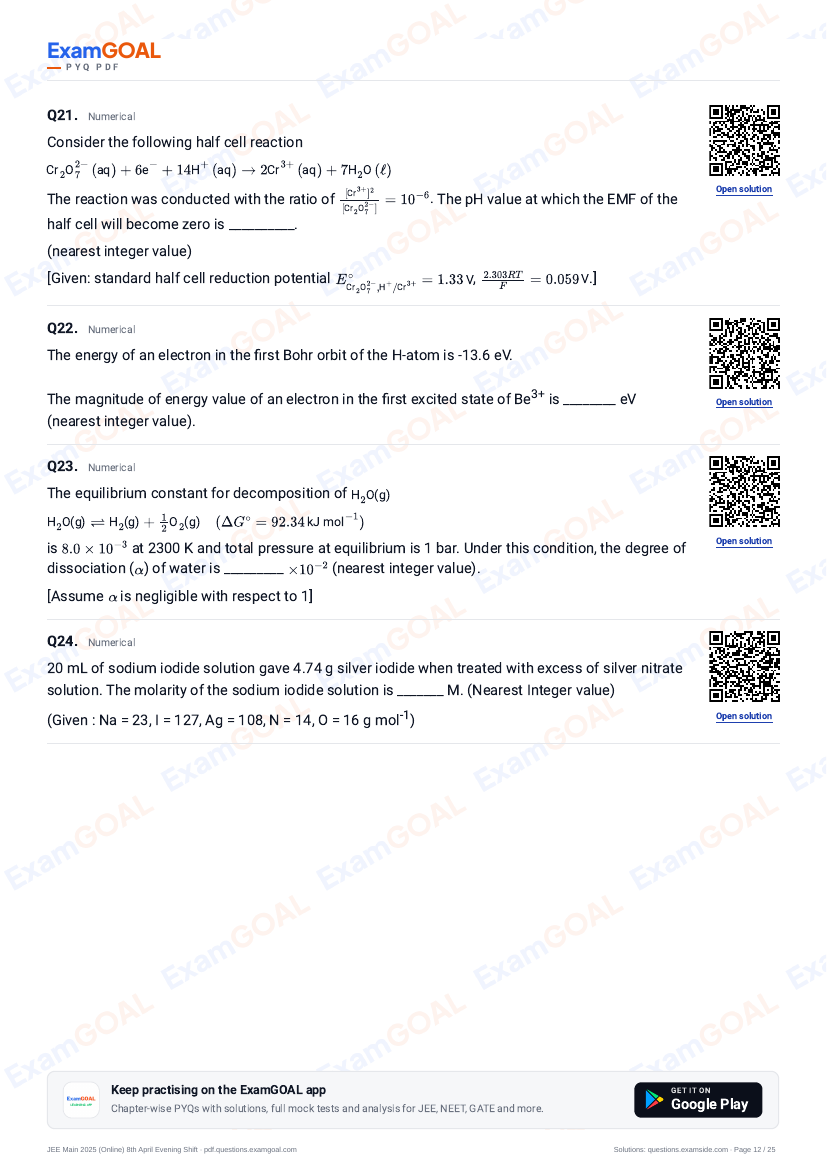 ExamGOAL
PYQ PDF
Q21. Numerical
Consider the following half cell reaction
Cr₂O₇²⁻ (aq) + 6e⁻ + 14H⁺ (aq) → 2Cr³⁺ (aq) + 7H₂O (ℓ)
The reaction was conducted with the ratio of [Cr³⁺]²/[Cr₂O₇²⁻] = 10⁻⁶. The pH value at which the EMF of the
half cell will become zero is __________.
(nearest integer value)
[Given: standard half cell reduction potential E°_{Cr₂O₇²⁻,H⁺/Cr³⁺} = 1.33 V, 2.303RT/F = 0.059 V.]
Open solution
Q22. Numerical
The energy of an electron in the first Bohr orbit of the H-atom is -13.6 eV.
The magnitude of energy value of an electron in the first excited state of Be³⁺ is ________ eV
(nearest integer value).
Open solution
Q23. Numerical
The equilibrium constant for decomposition of H₂O(g)
H₂O(g) ⇌ H₂(g) + 1/2 O₂(g) (ΔG° = 92.34 kJ mol⁻¹)
is 8.0 × 10⁻³ at 2300 K and total pressure at equilibrium is 1 bar. Under this condition, the degree of
dissociation (α) of water is _________ ×10⁻² (nearest integer value).
[Assume α is negligible with respect to 1]
Open solution
Q24. Numerical
20 mL of sodium iodide solution gave 4.74 g silver iodide when treated with excess of silver nitrate
solution. The molarity of the sodium iodide solution is _______ M. (Nearest Integer value)
(Given : Na = 23, I = 127, Ag = 108, N = 14, O = 16 g mol⁻¹)
Open solution
ExamGOAL
Keep practising on the ExamGOAL app
Chapter-wise PYQs with solutions, full mock tests and analysis for JEE, NEET, GATE and more.
GET IT ON
Google Play
JEE Main 2025 (Online) 8th April Evening Shift · pdf.questions.examgoal.com
Solutions: questions.examside.com · Page 12 / 25